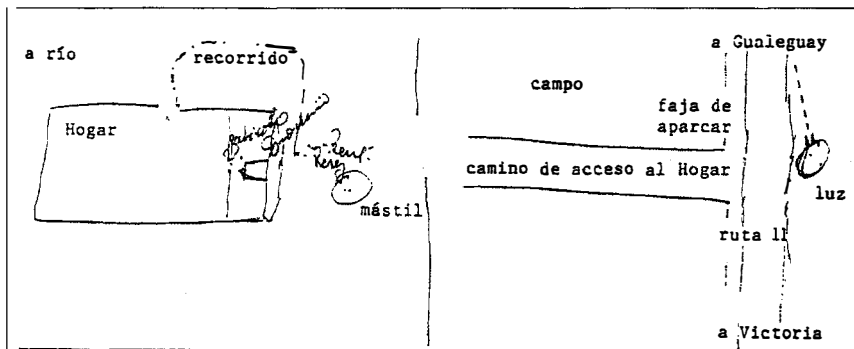 a río
recorrido
Hogar
mástil
a Gualeguay
campo
faja de
aparcar
camino de acceso al Hogar
luz
ruta 11
a Victoria